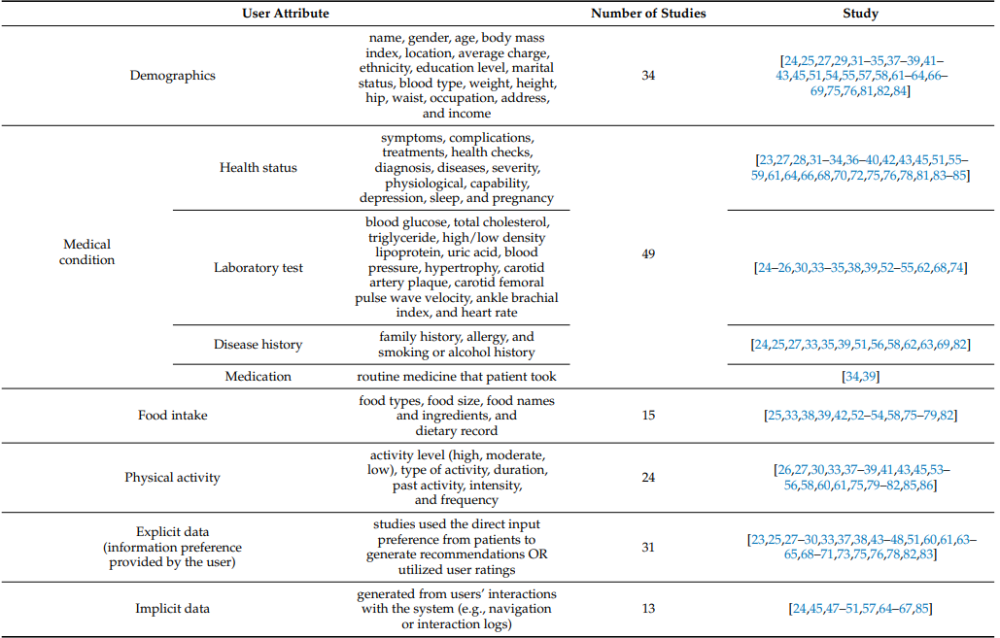 User Attribute Number of Studies Study
name, gender, age, body mass
index, location, average charge,
ethnicity, education level, marital
Demographics status, blood type, weight, height,
hip, waist, occupation, address,
and income
34
[24,25,27,29,31–35,37–39,41–
43,45,51,54,55,57,58,61–64,66–
69,75,76,81,82,84]
Medical
condition
Health status
symptoms, complications,
treatments, health checks,
diagnosis, diseases, severity,
physiological, capability,
depression, sleep, and pregnancy
49
[23,27,28,31–34,36–40,42,43,45,51,55–
59,61,64,66,68,70,72,75,76,78,81,83–85]
Laboratory test
blood glucose, total cholesterol,
triglyceride, high/low density
lipoprotein, uric acid, blood
pressure, hypertrophy, carotid
artery plaque, carotid femoral
pulse wave velocity, ankle brachial
index, and heart rate
[24–26,30,33–35,38,39,52–55,62,68,74]
Disease history
family history, allergy, and
smoking or alcohol history
[24,25,27,33,35,39,51,56,58,62,63,69,82]
Medication
routine medicine that patient took
[34,39]
Food intake
food types, food size, food names
and ingredients, and
dietary record
15
[25,33,38,39,42,52–54,58,75–79,82]
Physical activity
activity level (high, moderate,
low), type of activity, duration,
past activity, intensity,
and frequency
24
[26,27,30,33,37–39,41,43,45,53–
56,58,60,61,75,79–82,85,86]
Explicit data
(information preference
provided by the user)
studies used the direct input
preference from patients to
generate recommendations OR
utilized user ratings
31
[23,25,27–30,33,37,38,43–48,51,60,61,63–
65,68–71,73,75,76,78,82,83]
Implicit data
generated from users' interactions
with the system (e.g., navigation
or interaction logs)
13
[24,45,47–51,57,64–67,85]